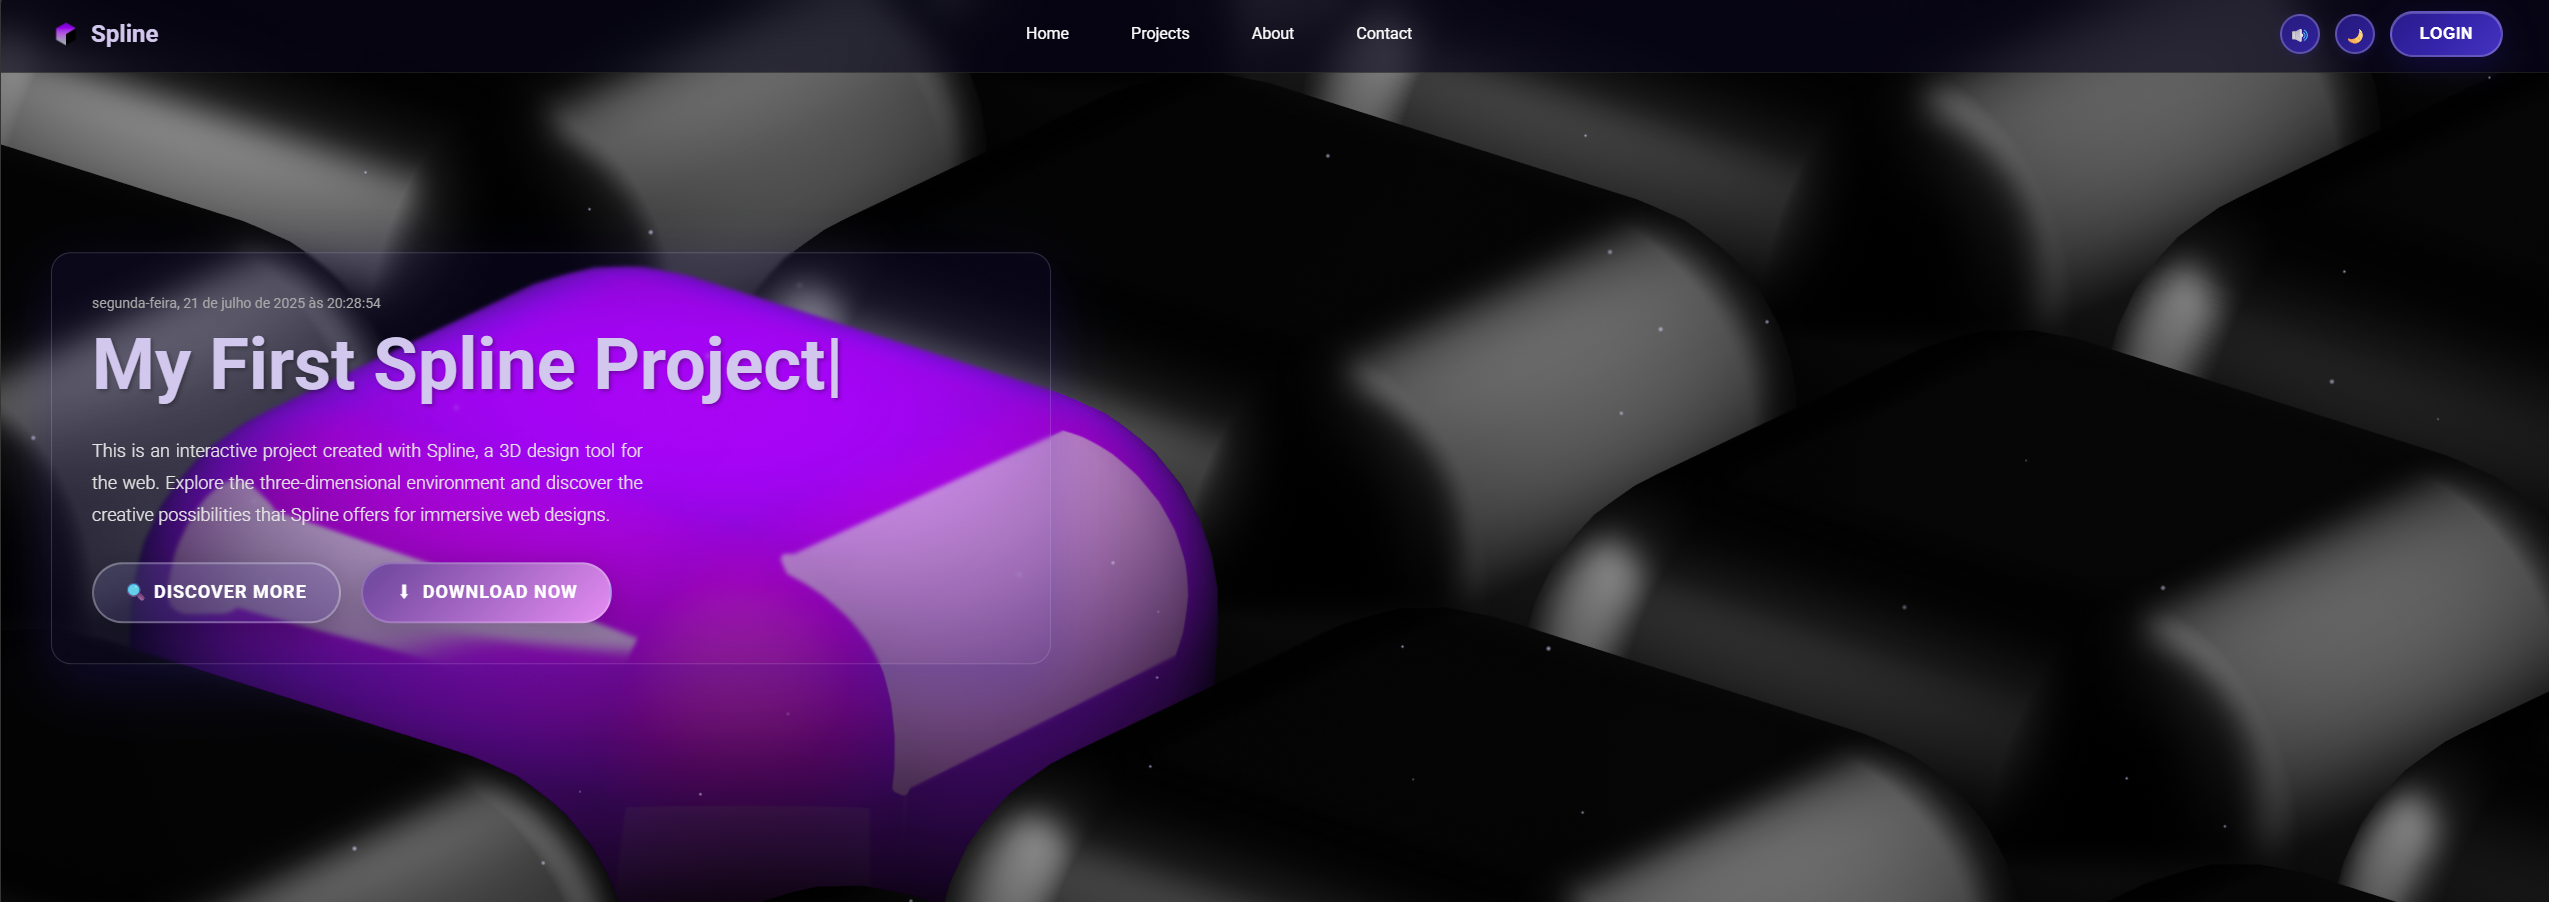 Spline
Home
Projects
About
Contact
LOGIN
segunda-feira, 21 de julho de 2025 às 20:28:54
My First Spline Project|
This is an interactive project created with Spline, a 3D design tool for
the web. Explore the three-dimensional environment and discover the
creative possibilities that Spline offers for immersive web designs.
DISCOVER MORE
DOWNLOAD NOW